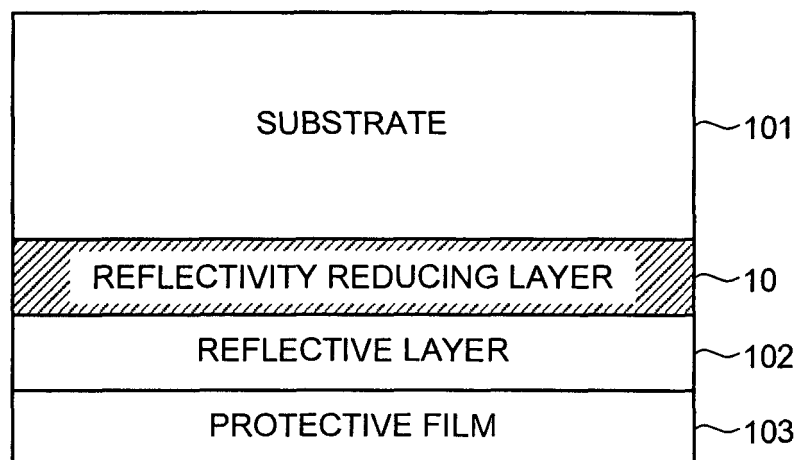 SUBSTRATE 101
REFLECTIVITY REDUCING LAYER 10
REFLECTIVE LAYER 102
PROTECTIVE FILM 103